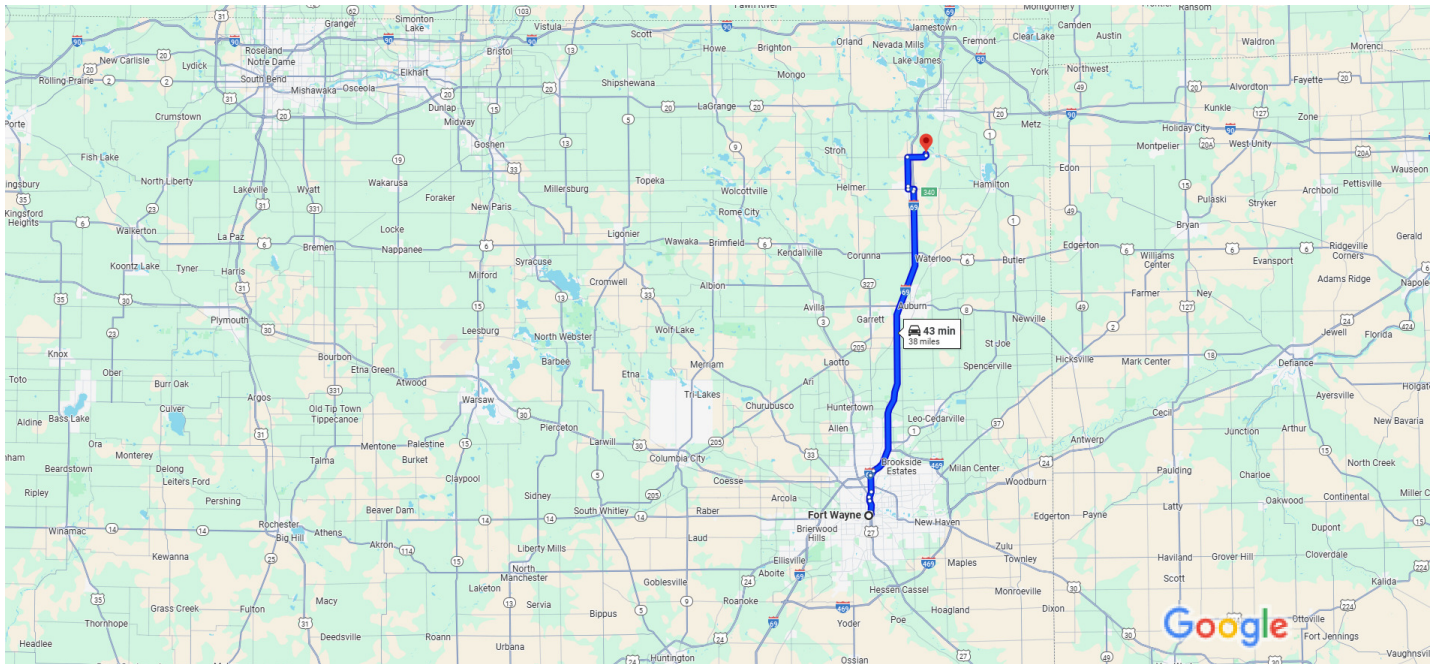 Pawn River
Montgomery
Ransom
Granger
Simonton
Lake
Vistula
Scott
Jamestown
Fremont
Clear Lake
Camden
Austin
Waldron
Morenci
Roseland
Notre Dame
New Carlisle
Lydick
Bristol
Howe
Brighton
Orland
Nevada Mills
Lake James
Rolling Prairie
South Bend
Elkhart
Mongo
York
Northwest
Fayette
Mishawaka
Osceola
Shipshewana
Alvordton
Crumstown
Dunlap
Midway
LaGrange
Kunkle
Metz
Holiday City
Zone
Porte
Goshen
Stroh
Montpelier
West Unity
Fish Lake
Edon
Wauseon
North Liberty
Wyatt
Wakarusa
Millersburg
Topeka
Wolcottville
Helmer
Hamilton
Pettisville
Archbold
Kingsbury
Lakeville
Foraker
New Paris
Rome City
340
Pulaski
Stryker
Kingsford
Heights
Walkerton
La Paz
Locke
Nappanee
Ligonier
Wawaka
Brimfield
Kendallville
Corunna
Waterloo
Butler
Edgerton
Bryan
Gerald
Ridgeville
Corners
Bremen
Koontz Lake
Tyner
Harris
Milford
Syracuse
Cromwell
Albion
Williams
Center
Evansport
Adams Ridge
Farmer
Ney
Napole
Plymouth
Leesburg
North Webster
Wolf Lake
Avilla
Garrett
Auburn
Newville
Jewell
Florida
43 min
38 miles
Knox
Bourbon
Barbee
Etna
Merriam
Laotto
St Joe
Hicksville
Mark Center
Defiance
Toto
Ober
Burr Oak
Etna Green
Atwood
Warsaw
Tri-Lakes
Ari
Spencerville
Holgat
Bass Lake
Culver
Argos
Old Tip Town
Tippecanoe
Pierceton
Churubusco
Huntertown
Leo-Cedarville
Cecil
Ayersville
Aldine
New Bavaria
Ora
Monterey
Mentone
Palestine
Burket
Larwill
Columbia City
Allen
Antwerp
Junction
Arthur
Beardstown
Delong
Leiters Ford
Talma
Claypool
Coesse
Arcola
Brookside
Estates
Milan Center
Woodburn
Paulding
Charloe
North Creek
Ripley
Pershing
Beaver Dam
Sidney
South Whitley
Raber
Fort Wayne
New Haven
Edgerton
Payne
Latty
Oakwood
Continental
Miller C
Winamac
Rochester
Big Hill
Athens
Akron
Liberty Mills
Laud
Brierwood
Hills
Dupont
Kewanna
North
Manchester
Ellisville
Aboite
Zulu
Townley
Maples
Haviland
Scott
Grover Hill
Cloverdale
Laketon
Goblesville
Monroeville
Kalida
Grass Creek
Fulton
Macy
Servia
Bippus
Roanoke
Hessen Cassel
Hoagland
Dixon
Thornhope
Deedsville
Roann
Yoder
Poe
Ottoville
Headlee
Urbana
Huntington
Ossian
Fort Jennings
Vaughnsvil
Google